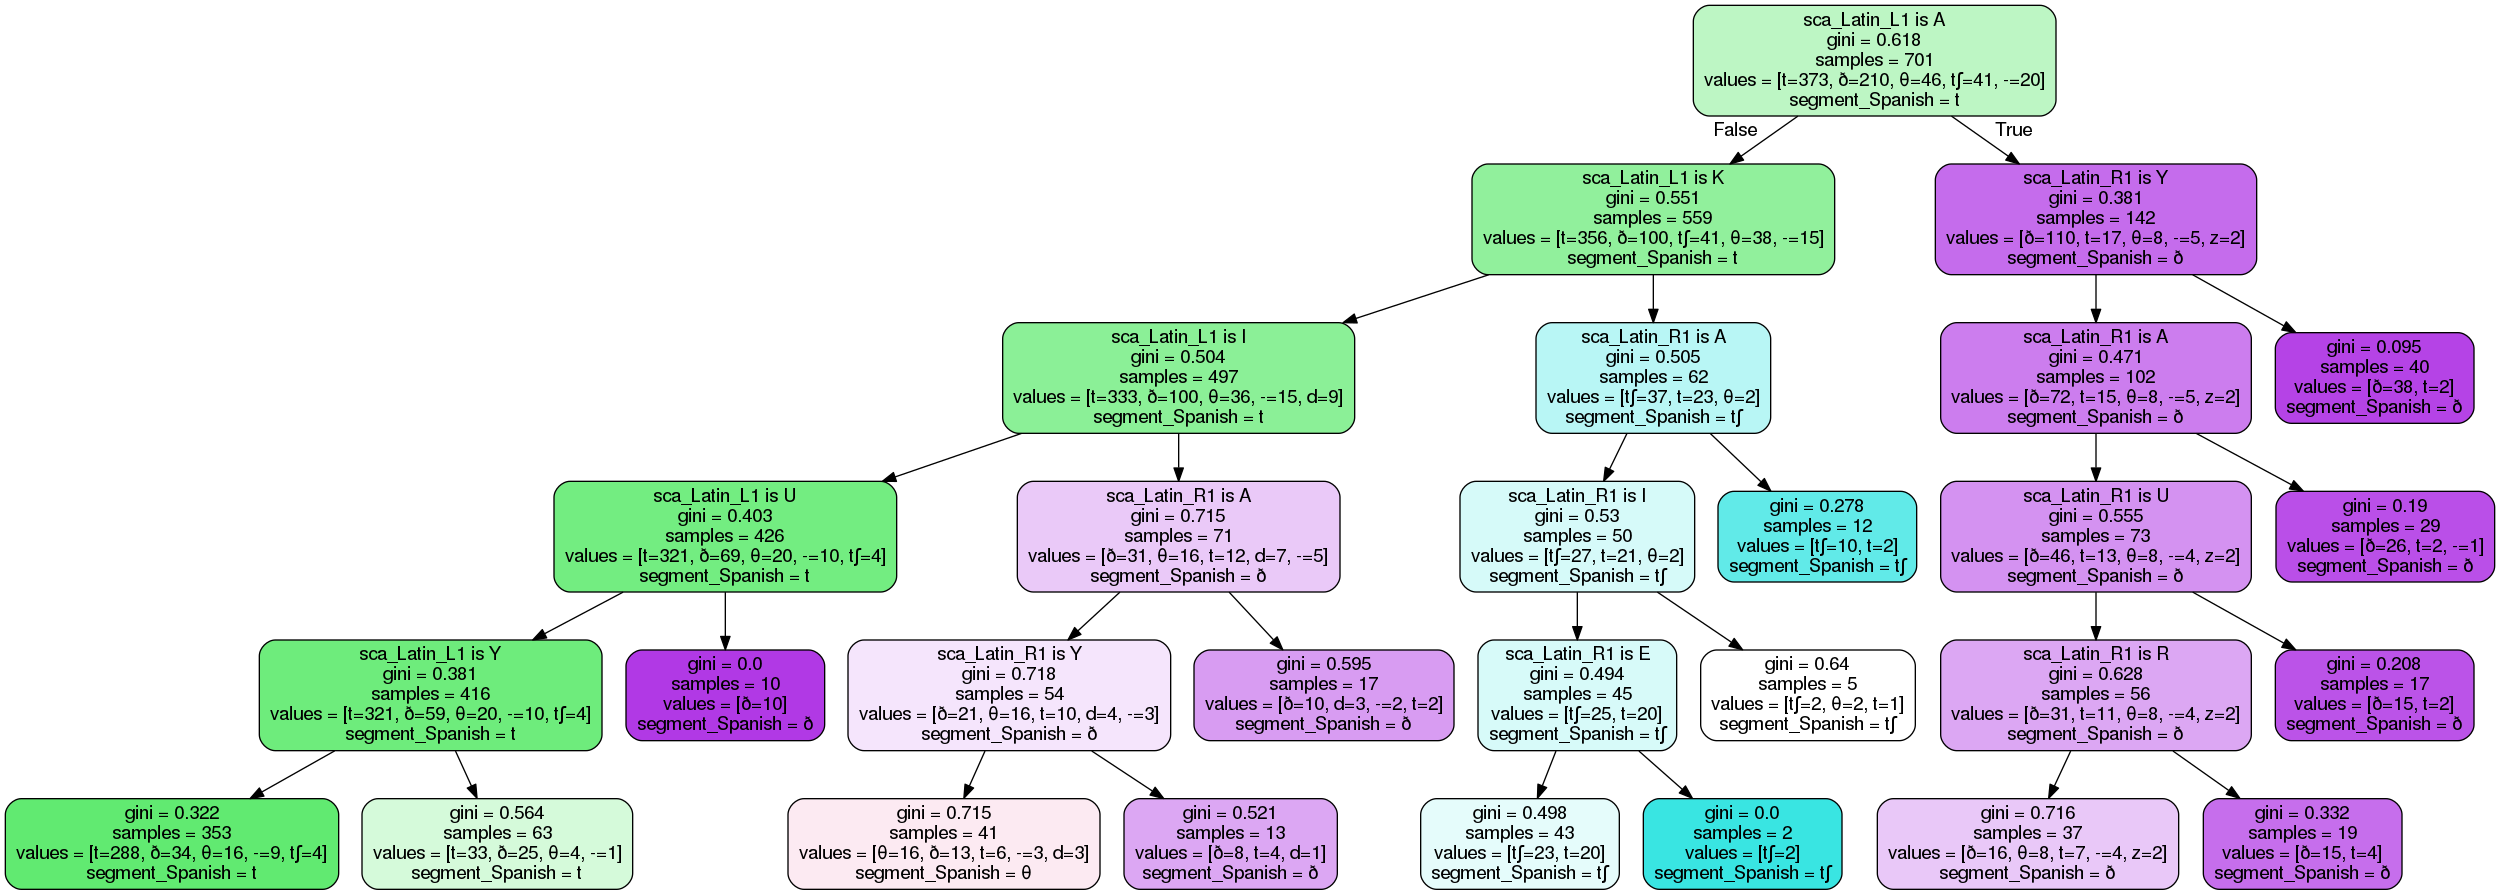 sca_Latin_L1 is A
gini = 0.618
samples = 701
values = [t=373, ð=210, θ=46, tʃ=41, -=20]
segment_Spanish = t
False
True
sca_Latin_L1 is K
gini = 0.551
samples = 559
values = [t=356, ð=100, tʃ=41, θ=38, -=15]
segment_Spanish = t
sca_Latin_R1 is Y
gini = 0.381
samples = 142
values = [ð=110, t=17, θ=8, -=5, z=2]
segment_Spanish = ð
sca_Latin_L1 is I
gini = 0.504
samples = 497
values = [t=333, ð=100, θ=36, -=15, d=9]
segment_Spanish = t
sca_Latin_R1 is A
gini = 0.505
samples = 62
values = [tʃ=37, t=23, θ=2]
segment_Spanish = tʃ
sca_Latin_R1 is A
gini = 0.471
samples = 102
values = [ð=72, t=15, θ=8, -=5, z=2]
segment_Spanish = ð
gini = 0.095
samples = 40
values = [ð=38, t=2]
segment_Spanish = ð
sca_Latin_L1 is U
gini = 0.403
samples = 426
values = [t=321, ð=69, θ=20, -=10, tʃ=4]
segment_Spanish = t
sca_Latin_R1 is A
gini = 0.715
samples = 71
values = [ð=31, θ=16, t=12, d=7, -=5]
segment_Spanish = ð
sca_Latin_R1 is I
gini = 0.53
samples = 50
values = [tʃ=27, t=21, θ=2]
segment_Spanish = tʃ
gini = 0.278
samples = 12
values = [tʃ=10, t=2]
segment_Spanish = tʃ
sca_Latin_R1 is U
gini = 0.555
samples = 73
values = [ð=46, t=13, θ=8, -=4, z=2]
segment_Spanish = ð
gini = 0.19
samples = 29
values = [ð=26, t=2, -=1]
segment_Spanish = ð
sca_Latin_L1 is Y
gini = 0.381
samples = 416
values = [t=321, ð=59, θ=20, -=10, tʃ=4]
segment_Spanish = t
gini = 0.0
samples = 10
values = [ð=10]
segment_Spanish = ð
sca_Latin_R1 is Y
gini = 0.718
samples = 54
values = [ð=21, θ=16, t=10, d=4, -=3]
segment_Spanish = ð
gini = 0.595
samples = 17
values = [ð=10, d=3, -=2, t=2]
segment_Spanish = ð
sca_Latin_R1 is E
gini = 0.494
samples = 45
values = [tʃ=25, t=20]
segment_Spanish = tʃ
gini = 0.64
samples = 5
values = [tʃ=2, θ=2, t=1]
segment_Spanish = tʃ
sca_Latin_R1 is R
gini = 0.628
samples = 56
values = [ð=31, t=11, θ=8, -=4, z=2]
segment_Spanish = ð
gini = 0.208
samples = 17
values = [ð=15, t=2]
segment_Spanish = ð
gini = 0.322
samples = 353
values = [t=288, ð=34, θ=16, -=9, tʃ=4]
segment_Spanish = t
gini = 0.564
samples = 63
values = [t=33, ð=25, θ=4, -=1]
segment_Spanish = t
gini = 0.715
samples = 41
values = [θ=16, ð=13, t=6, -=3, d=3]
segment_Spanish = θ
gini = 0.521
samples = 13
values = [ð=8, t=4, d=1]
segment_Spanish = ð
gini = 0.498
samples = 43
values = [tʃ=23, t=20]
segment_Spanish = tʃ
gini = 0.0
samples = 2
values = [tʃ=2]
segment_Spanish = tʃ
gini = 0.716
samples = 37
values = [ð=16, θ=8, t=7, -=4, z=2]
segment_Spanish = ð
gini = 0.332
samples = 19
values = [ð=15, t=4]
segment_Spanish = ð